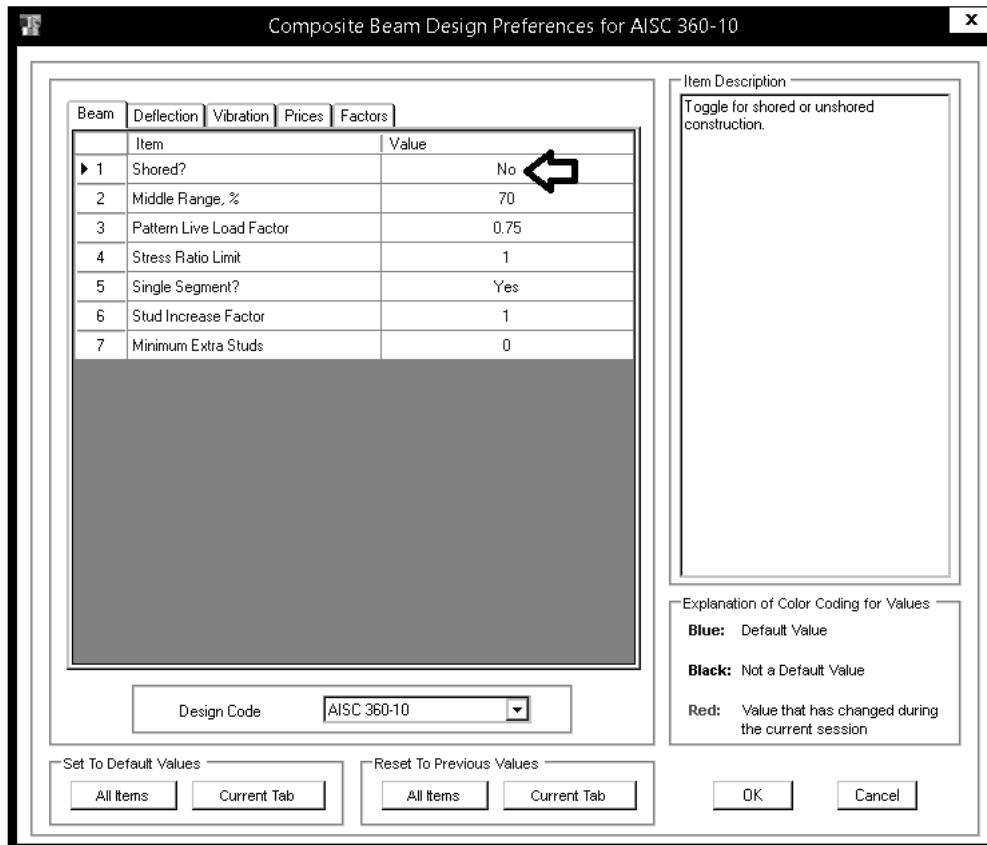 Composite Beam Design Preferences for AISC 360-10
x
Beam Deflection Vibration Prices Factors
Item Value
1 Shored? No
2 Middle Range, % 70
3 Pattern Live Load Factor 0.75
4 Stress Ratio Limit 1
5 Single Segment? Yes
6 Stud Increase Factor 1
7 Minimum Extra Studs 0
Design Code AISC 360-10
Set To Default Values
All Items Current Tab
Reset To Previous Values
All Items Current Tab
Item Description
Toggle for shored or unshored
construction.
Explanation of Color Coding for Values
Blue: Default Value
Black: Not a Default Value
Red: Value that has changed during
the current session
OK Cancel